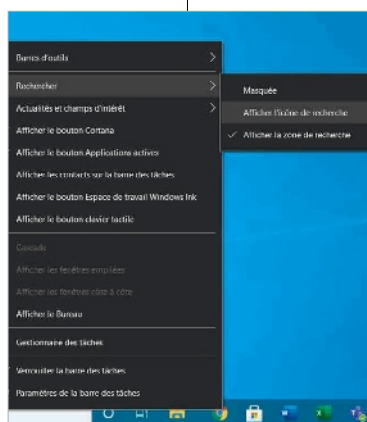 Barres d'outils
Rechercher
Actualités et champs d'intérêt
Afficher le bouton Cortana
Afficher le bouton Applications actives
Afficher les contacts sur la barre des tâches
Afficher le bouton Espace de travail Windows Ink
Afficher le bouton clavier tactile
Cascade
Afficher les fenêtres empilées
Afficher les fenêtres côte à côte
Afficher le Bureau
Gestionnaire des tâches
Verrouiller la barre des tâches
Paramètres de la barre des tâches
Masquée
Afficher l'icône de recherche
Afficher la zone de recherche